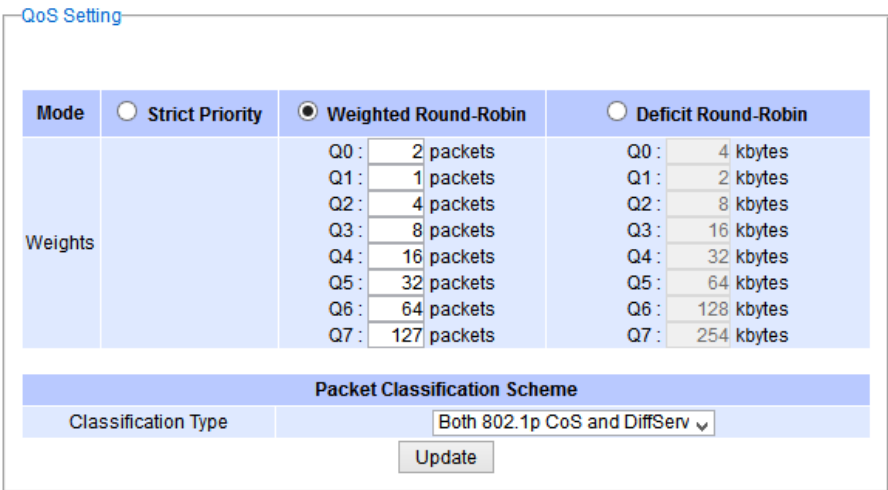 QoS Setting
Mode Strict Priority Weighted Round-Robin Deficit Round-Robin
Weights
Q0 : 2 packets Q0 : 4 kbytes
Q1 : 1 packets Q1 : 2 kbytes
Q2 : 4 packets Q2 : 8 kbytes
Q3 : 8 packets Q3 : 16 kbytes
Q4 : 16 packets Q4 : 32 kbytes
Q5 : 32 packets Q5 : 64 kbytes
Q6 : 64 packets Q6 : 128 kbytes
Q7 : 127 packets Q7 : 254 kbytes
Packet Classification Scheme
Classification Type Both 802.1p CoS and DiffServ
Update